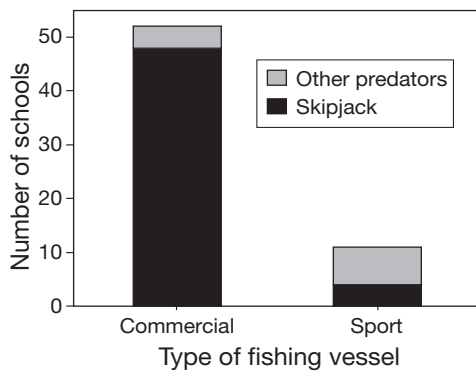 Number of schools
50
40
30
20
10
0
Other predators
Skipjack
Commercial
Sport
Type of fishing vessel